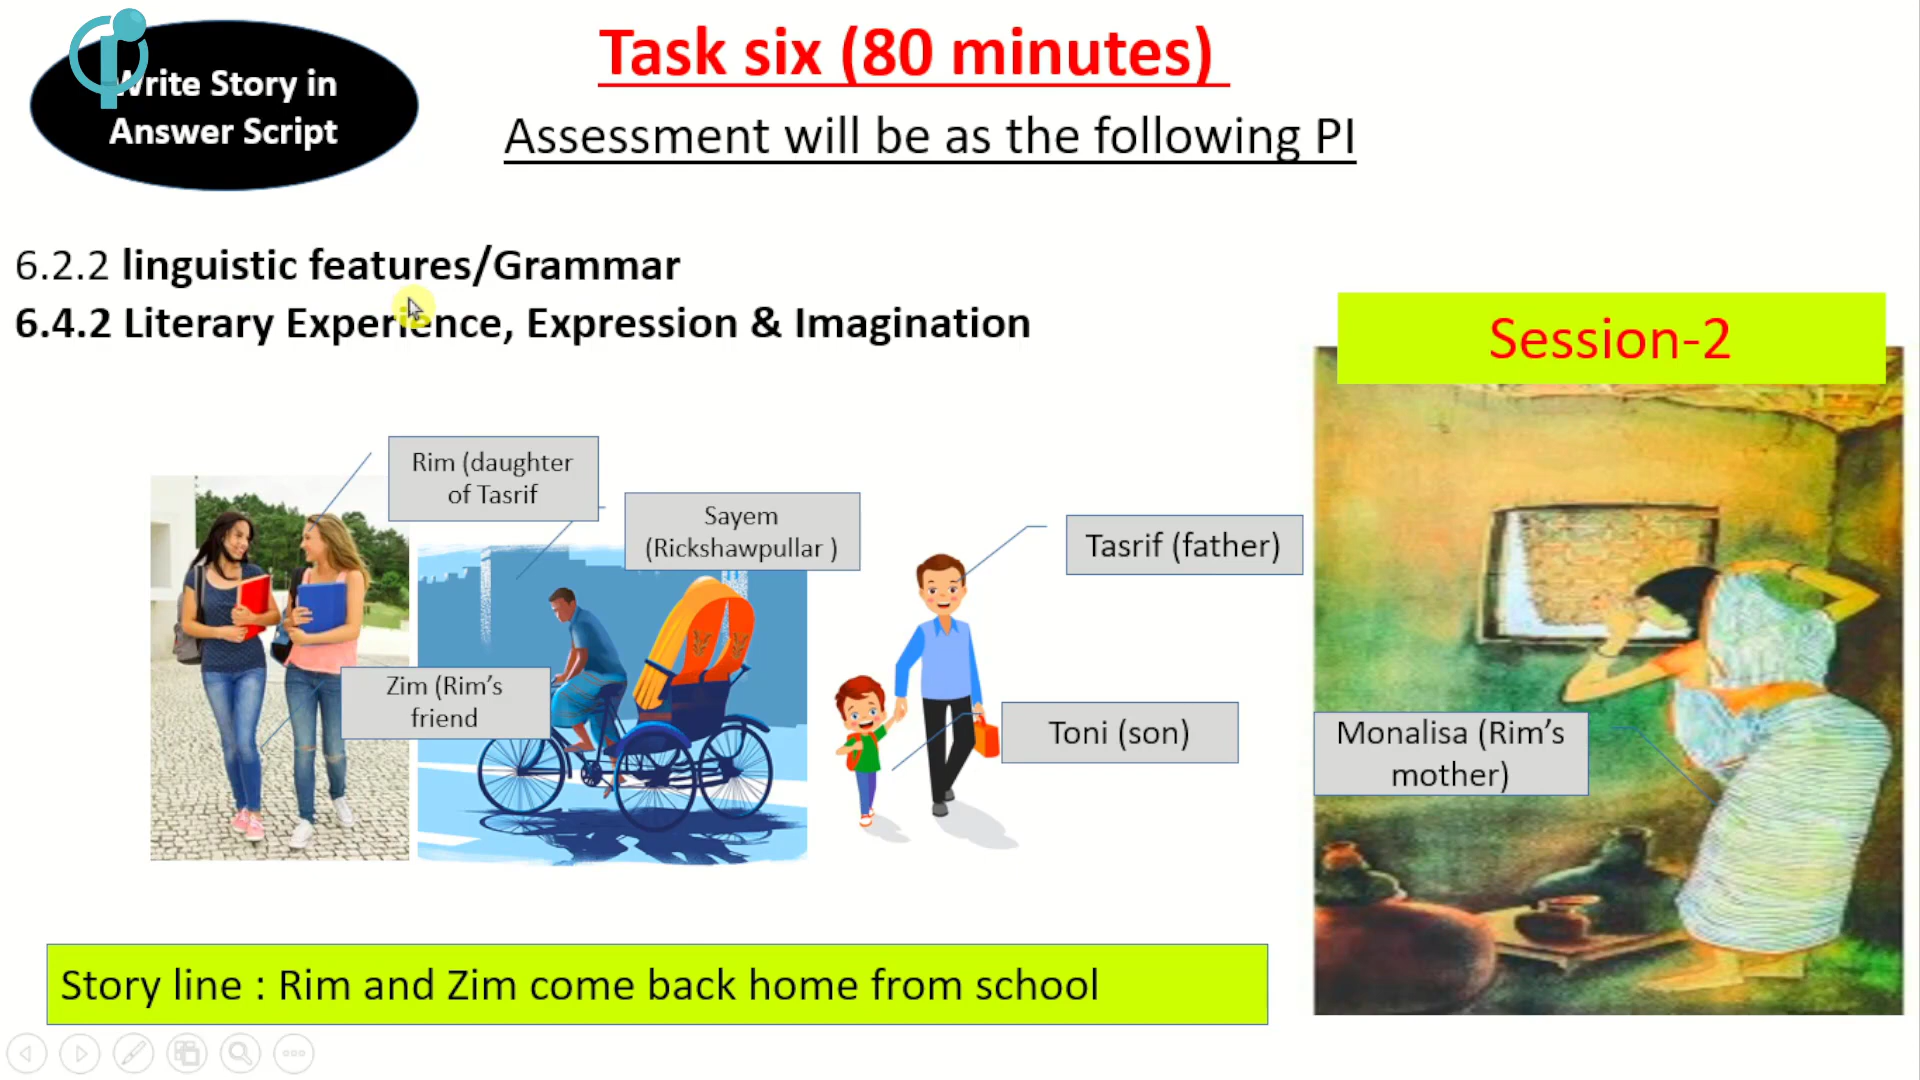 Write Story in
Answer Script
Task six (80 minutes)
Assessment will be as the following PI
6.2.2 linguistic features/Grammar
6.4.2 Literary Experience, Expression & Imagination
Session-2
Rim (daughter
of Tasrif
Sayem
(Rickshawpullar )
Tasrif (father)
Zim (Rim's
friend
Toni (son)
Monalisa (Rim's
mother)
Story line : Rim and Zim come back home from school